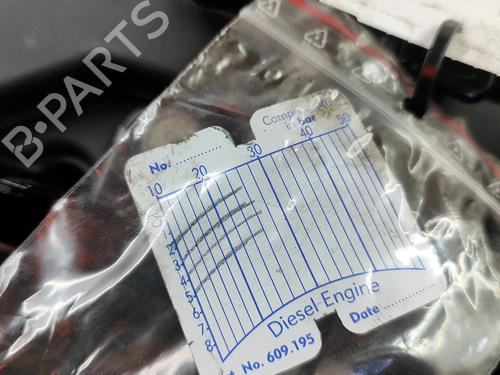 B-PARTS
No. ............
in bar
10 20 30 40 50
2
3
4
5
6
7
8
Diesel-Engine
No. 609.195
Date ..............